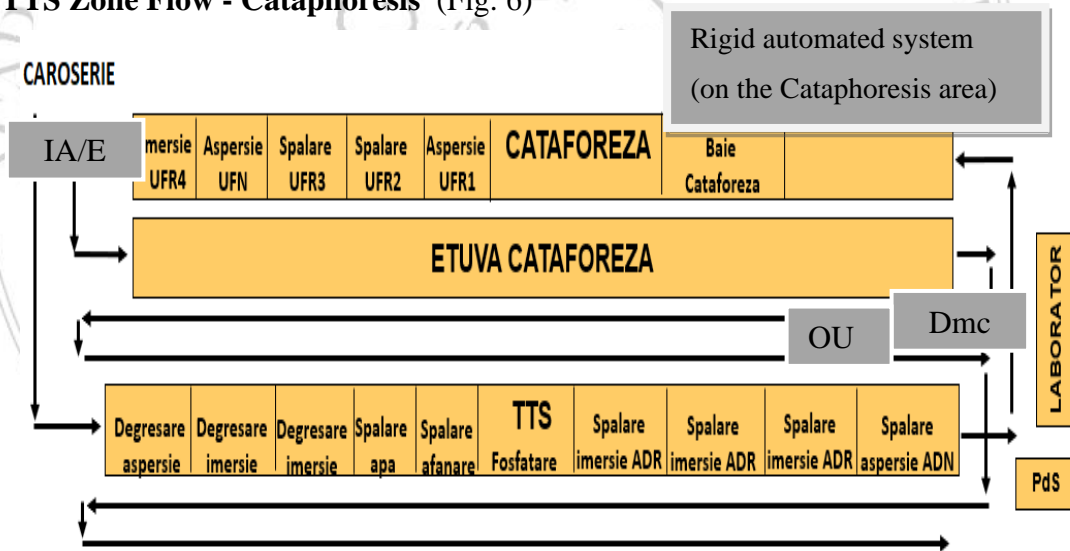 TTS Zone Flow - Cataphoresis (Fig. 6)
Rigid automated system
(on the Cataphoresis area)
CAROSERIE
IA/E
mersie
UFR4
Aspersie
UFN
Spalare
UFR3
Spalare
UFR2
Aspersie
UFR1
CATAFOREZA
Baie
Cataforeza
ETUVA CATAFOREZA
LABORATOR
OU
Dmc
Degresare
aspersie
Degresare
imersie
Degresare
imersie
Spalare
apa
Spalare
afanare
TTS
Fosfatare
Spalare
imersie ADR
Spalare
imersie ADR
Spalare
imersie ADR
Spalare
aspersie ADN
PdS